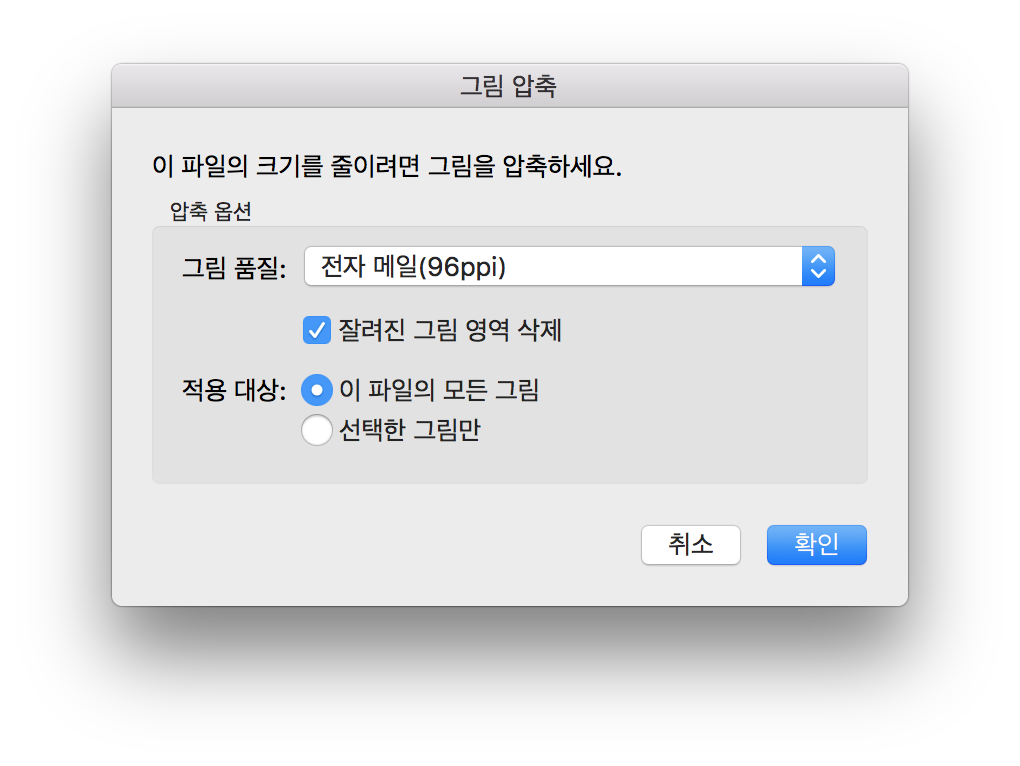 그림 압축
이 파일의 크기를 줄이려면 그림을 압축하세요.
압축 옵션
그림 품질: 전자 메일(96ppi)
잘려진 그림 영역 삭제
적용 대상: 이 파일의 모든 그림
선택한 그림만
취소 확인